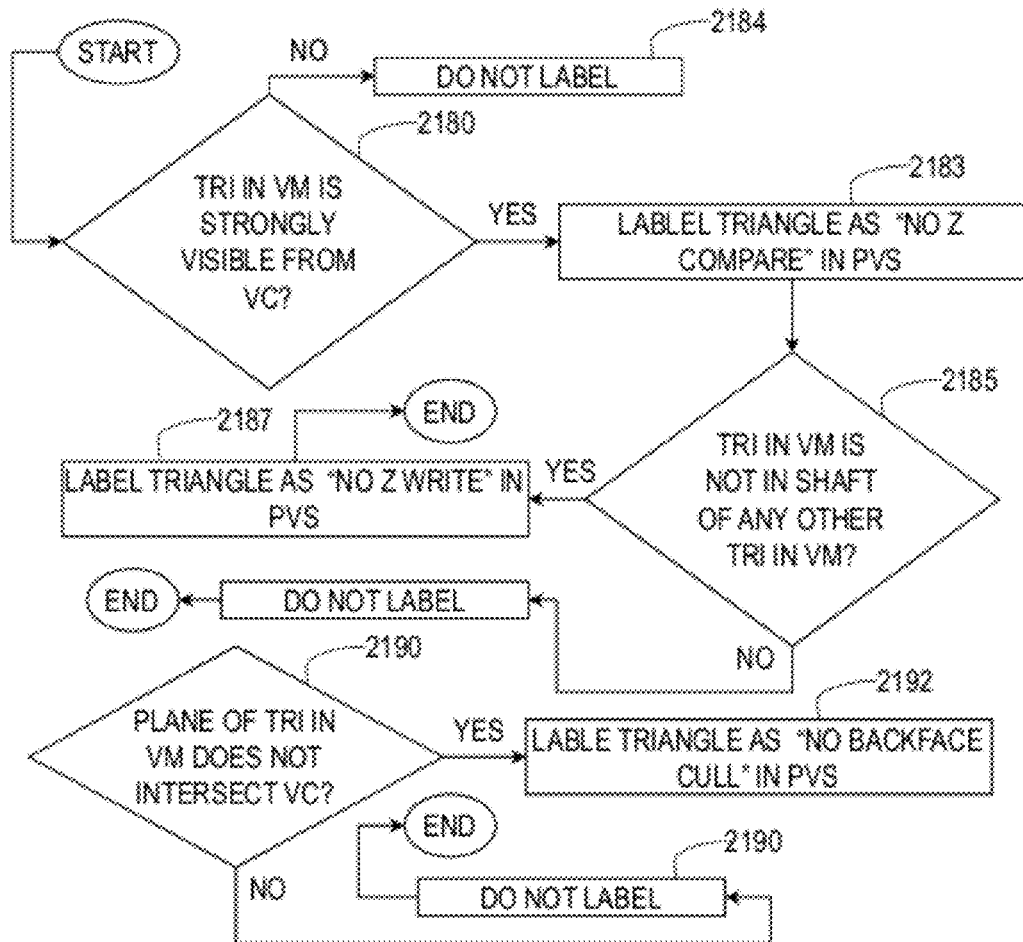 START
NO
2184
DO NOT LABEL
2180
TRI IN VM IS
STRONGLY
VISIBLE FROM
VC?
YES
2183
LABLEL TRIANGLE AS "NO Z
COMPARE" IN PVS
2185
TRI IN VM IS
NOT IN SHAFT
OF ANY OTHER
TRI IN VM?
YES
END
2187
LABEL TRIANGLE AS "NO Z WRITE" IN
PVS
NO
DO NOT LABEL
END
2190
PLANE OF TRI IN
VM DOES NOT
INTERSECT VC?
YES
2192
LABLE TRIANGLE AS "NO BACKFACE
CULL" IN PVS
END
2190
NO
DO NOT LABEL